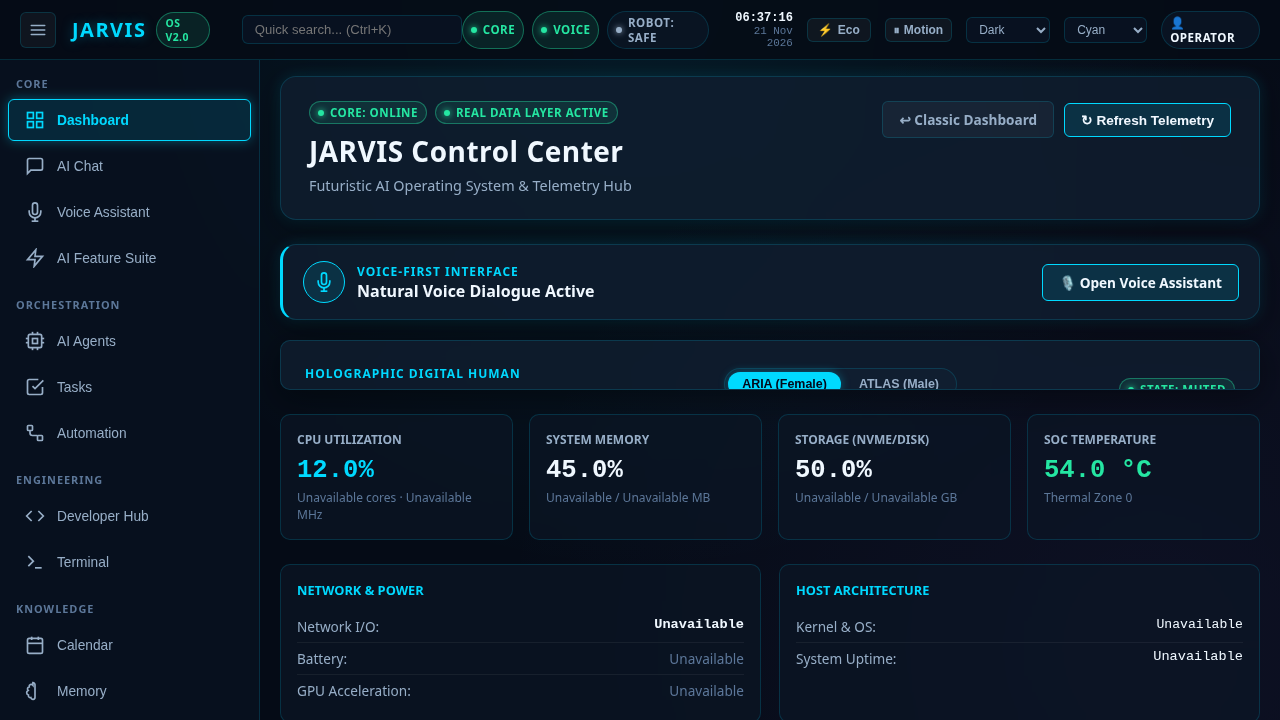 JARVIS
OS V2.0
Quick search... (Ctrl+K)
CORE
VOICE
ROBOT: SAFE
06:37:16
21 Nov 2026
⚡ Eco
Motion
Dark
Cyan
👤 OPERATOR
CORE
Dashboard
AI Chat
Voice Assistant
AI Feature Suite
ORCHESTRATION
AI Agents
Tasks
Automation
ENGINEERING
Developer Hub
Terminal
KNOWLEDGE
Calendar
Memory
CORE: ONLINE
REAL DATA LAYER ACTIVE
↩ Classic Dashboard
↻ Refresh Telemetry
JARVIS Control Center
Futuristic AI Operating System & Telemetry Hub
VOICE-FIRST INTERFACE
Natural Voice Dialogue Active
🎙️ Open Voice Assistant
HOLOGRAPHIC DIGITAL HUMAN
ARIA (Female)
ATLAS (Male)
STATE: MUTED
CPU UTILIZATION
12.0%
Unavailable cores · Unavailable
MHz
SYSTEM MEMORY
45.0%
Unavailable / Unavailable MB
STORAGE (NVME/DISK)
50.0%
Unavailable / Unavailable GB
SOC TEMPERATURE
54.0 °C
Thermal Zone 0
NETWORK & POWER
Network I/O: Unavailable
Battery: Unavailable
GPU Acceleration: Unavailable
HOST ARCHITECTURE
Kernel & OS: Unavailable
System Uptime: Unavailable